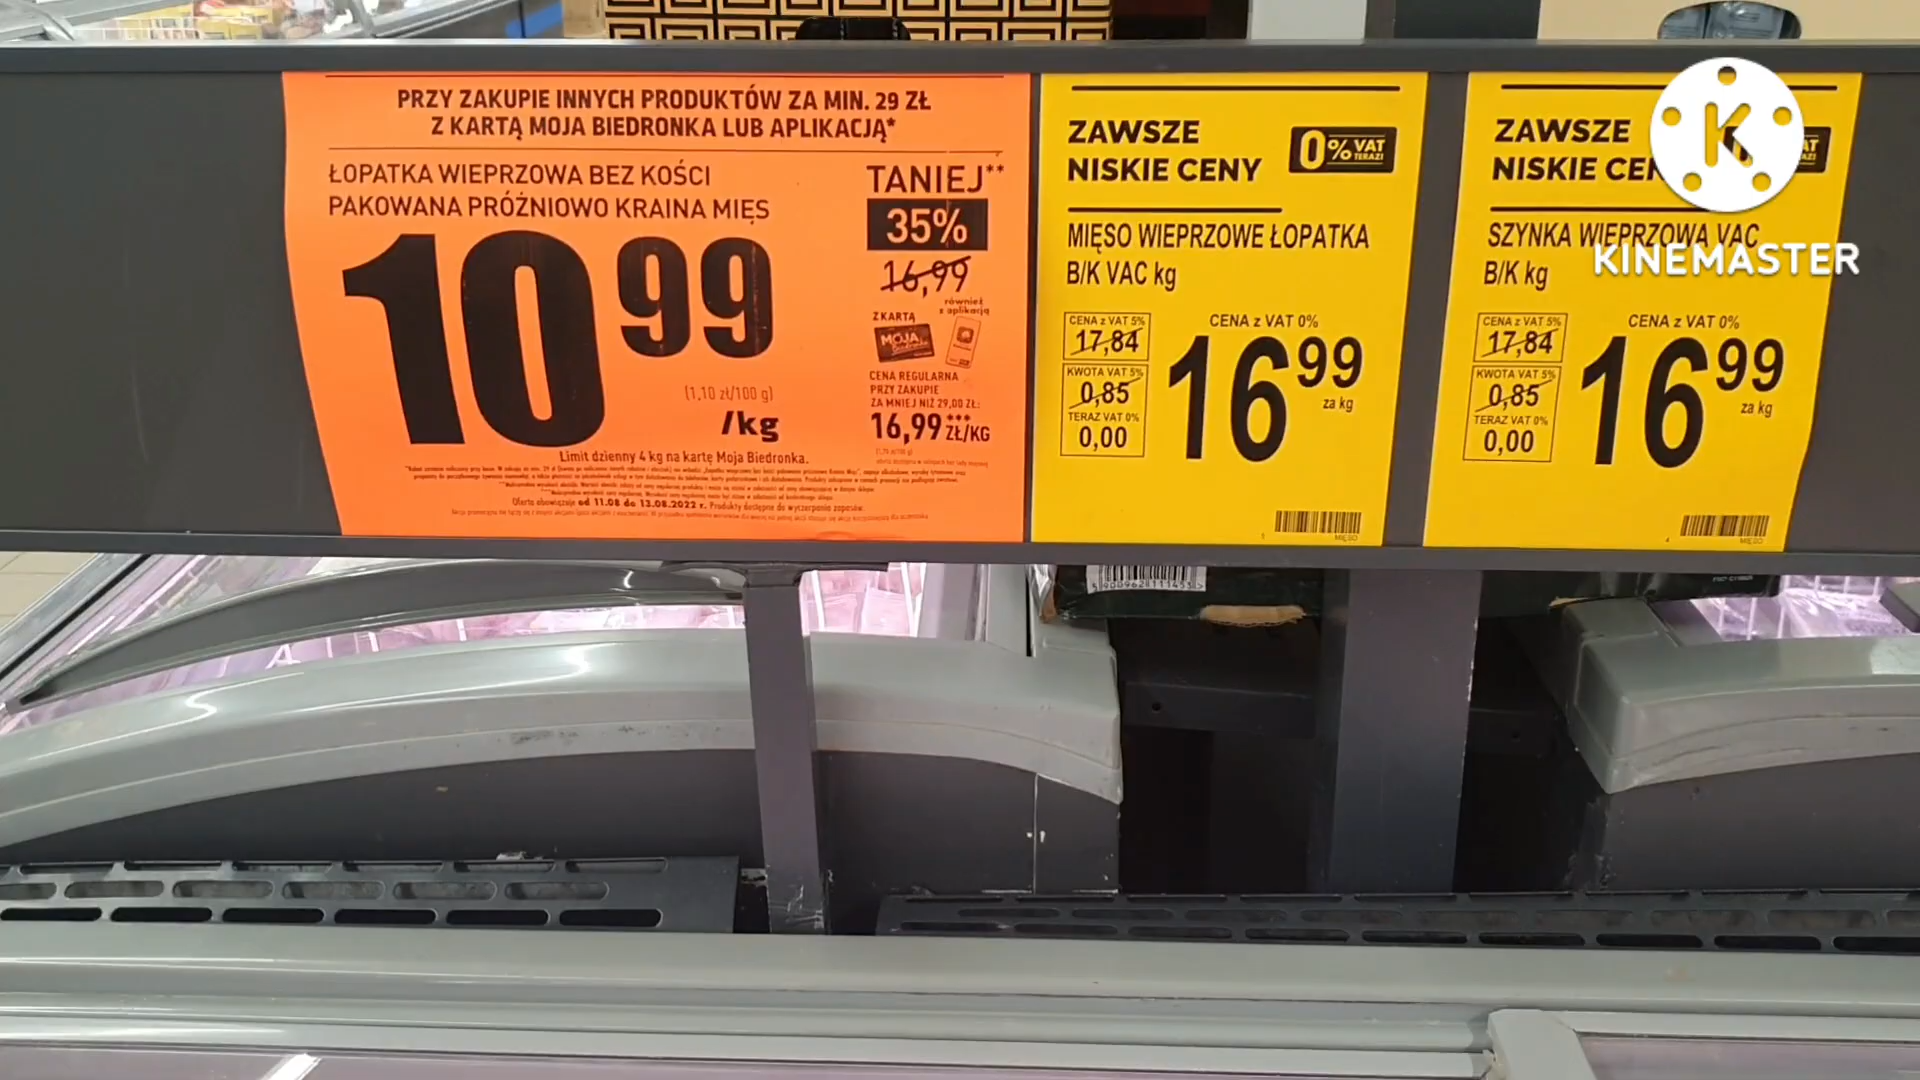 PRZY ZAKUPIE INNYCH PRODUKTÓW ZA MIN. 29 ZŁ
Z KARTĄ MOJA BIEDRONKA LUB APLIKACJĄ*
ŁOPATKA WIEPRZOWA BEZ KOŚCI
PAKOWANA PRÓŻNIOWO KRAINA MIĘS
10 99
(1,10 zł/100 g)
/kg
TANIEJ**
35%
16,99
również
z aplikacją
Z KARTĄ
MOJA
Biedronka
CENA REGULARNA
PRZY ZAKUPIE
ZA MNIEJ NIŻ 29,00 ZŁ:
16,99*** ZŁ/KG
Limit dzienny 4 kg na kartę Moja Biedronka.
Oferta obowiązuje od 11.08 do 13.08.2022 r. Produkty dostępne do wyczerpania zapasów.
ZAWSZE
NISKIE CENY
0% VAT
TERAZ!
MIĘSO WIEPRZOWE ŁOPATKA
B/K VAC kg
CENA z VAT 5%
17,84
KWOTA VAT 5%
0,85
TERAZ VAT 0%
0,00
CENA z VAT 0%
16 99
za kg
MIĘSO
ZAWSZE
NISKIE
AT
SZYNKA WIEPRZOWA VAC
B/K kg
CENA z VAT 5%
17,84
KWOTA VAT 5%
0,85
TERAZ VAT 0%
0,00
CENA z VAT 0%
16 99
za kg
MIĘSO
K
KINEMASTER